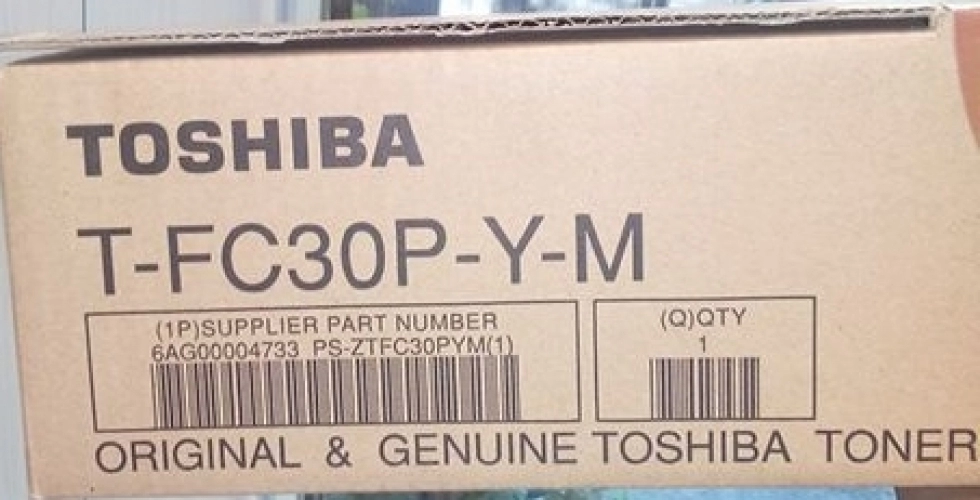 TOSHIBA
T-FC30P-Y-M
(1P)SUPPLIER PART NUMBER
6AG00004733 PS-ZTFC30PYM(1)
(Q)QTY
1
ORIGINAL & GENUINE TOSHIBA TONER